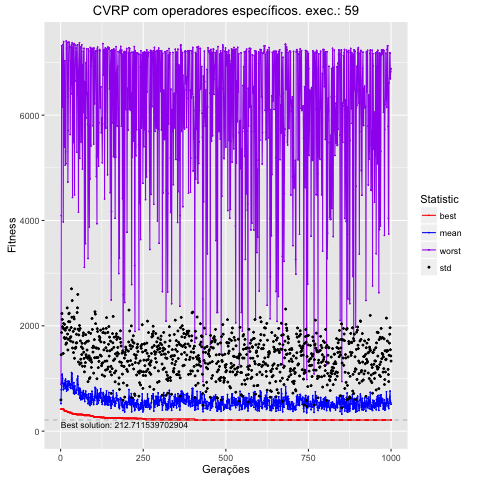 CVRP com operadores específicos. exec.: 59
Fitness
6000
4000
2000
0
Best solution: 212.711539702904
0
250
500
750
1000
Gerações
Statistic
best
mean
worst
std